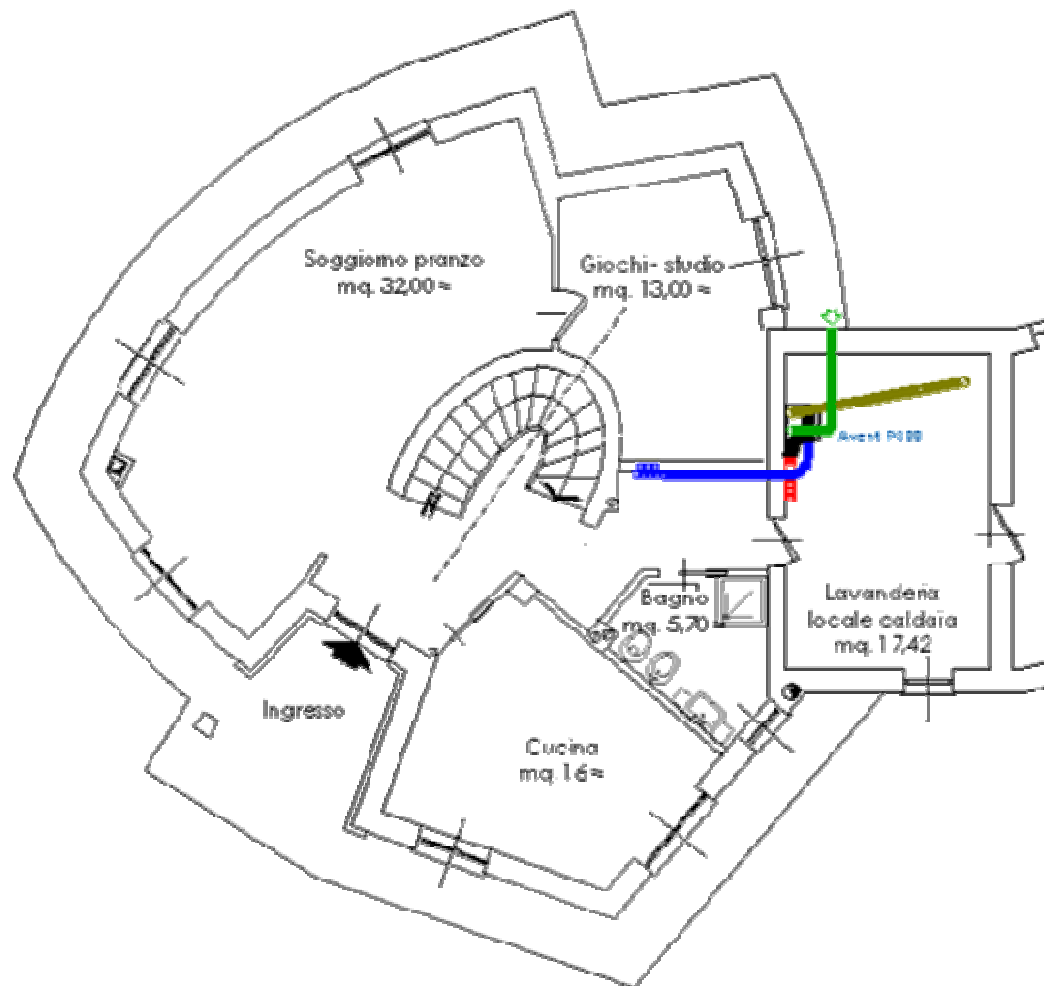 Soggiorno pranzo
mq. 32,00 ≈
Giochi- studio
mq. 13,00 ≈
Lavanderia
locale caldaia
mq. 17,42
Bagno
mq. 5,70
Ingresso
Cucina
mq. 16 ≈